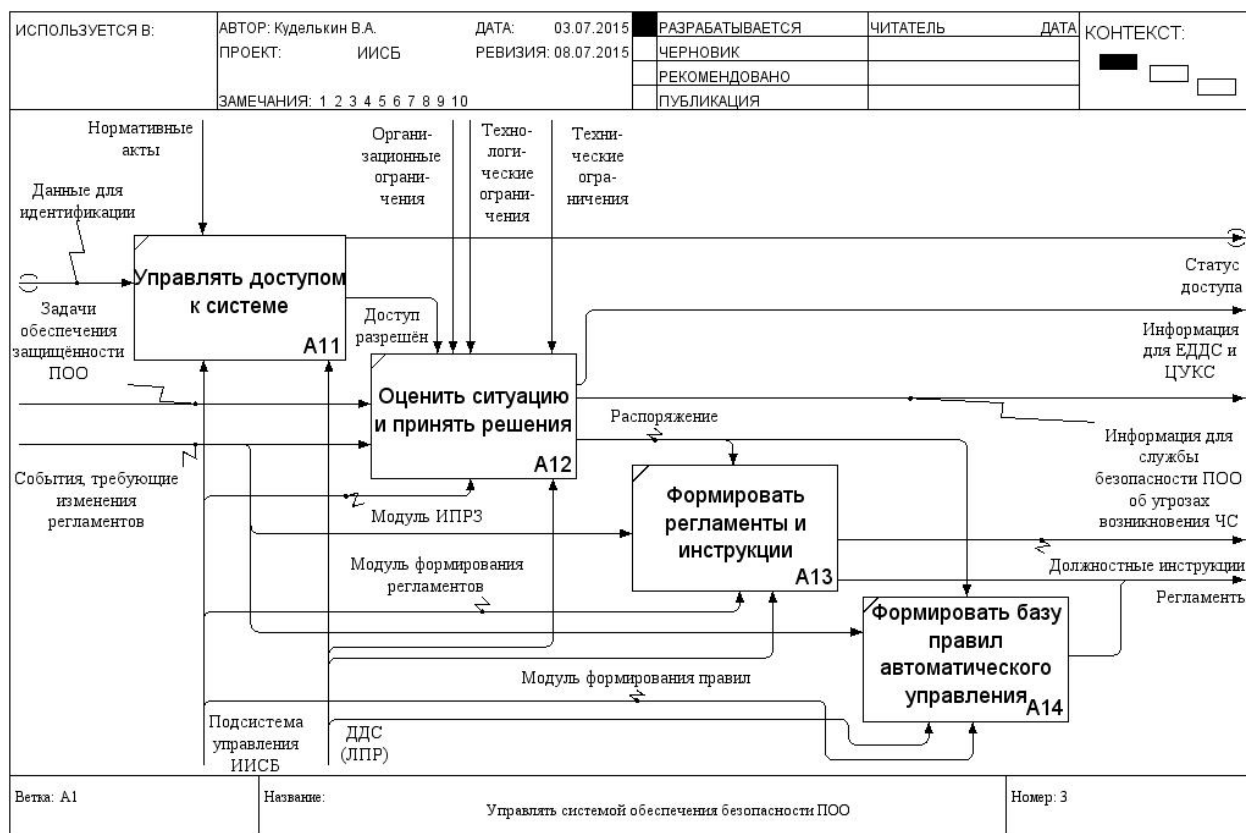 ИСПОЛЬЗУЕТСЯ В:
АВТОР: Куделькин В.А.
ДАТА: 03.07.2015
ПРОЕКТ: ИИСБ
РЕВИЗИЯ: 08.07.2015
ЗАМЕЧАНИЯ: 1 2 3 4 5 6 7 8 9 10
РАЗРАБАТЫВАЕТСЯ
ЧЕРНОВИК
РЕКОМЕНДОВАНО
ПУБЛИКАЦИЯ
ЧИТАТЕЛЬ
ДАТА
КОНТЕКСТ:
Нормативные
акты
Органи-
зационные
ограни-
чения
Техно-
логи-
ческие
ограни-
чения
Техни-
ческие
огра-
ничения
Данные для
идентификации
Управлять доступом
к системе
A11
Статус
доступа
Задачи
обеспечения
защищённости
ПОО
Доступ
разрешён
Информация
для ЕДДС и
ЦУКС
Оценить ситуацию
и принять решения
A12
Распоряжение
Информация для
службы
безопасности ПОО
об угрозах
возникновения ЧС
События, требующие
изменения
регламентов
Модуль ИПРЗ
Формировать
регламенты и
инструкции
A13
Модуль формирования
регламентов
Должностные инструкции
Регламенты
Формировать базу
правил
автоматического
управления
A14
Модуль формирования правил
Подсистема
управления
ИИСБ
ДДС
(ЛПР)
Ветка: A1
Название:
Управлять системой обеспечения безопасности ПОО
Номер: 3